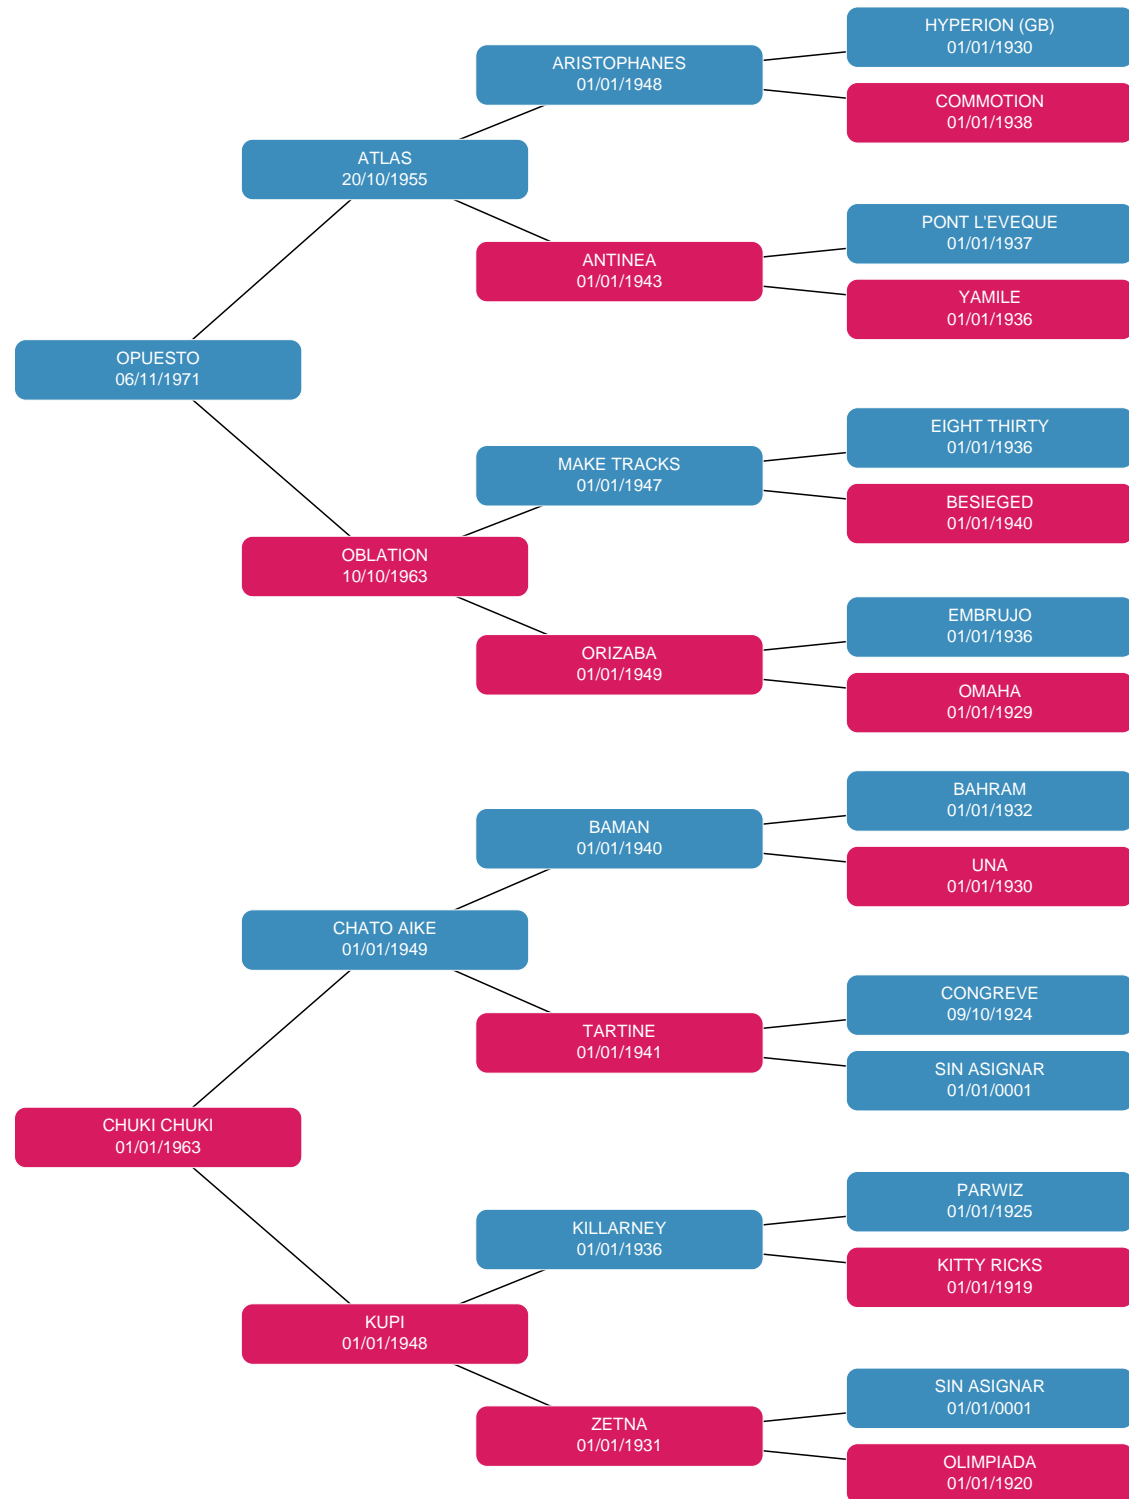 HYPERION (GB)
01/01/1930
ARISTOPHANES
01/01/1948
COMMOTION
01/01/1938
ATLAS
20/10/1955
PONT L'EVEQUE
01/01/1937
ANTINEA
01/01/1943
YAMILE
01/01/1936
OPUESTO
06/11/1971
EIGHT THIRTY
01/01/1936
MAKE TRACKS
01/01/1947
BESIEGED
01/01/1940
OBLATION
10/10/1963
EMBRUJO
01/01/1936
ORIZABA
01/01/1949
OMAHA
01/01/1929
BAHRAM
01/01/1932
BAMAN
01/01/1940
UNA
01/01/1930
CHATO AIKE
01/01/1949
CONGREVE
09/10/1924
TARTINE
01/01/1941
SIN ASIGNAR
01/01/0001
CHUKI CHUKI
01/01/1963
PARWIZ
01/01/1925
KILLARNEY
01/01/1936
KITTY RICKS
01/01/1919
KUPI
01/01/1948
SIN ASIGNAR
01/01/0001
ZETNA
01/01/1931
OLIMPIADA
01/01/1920